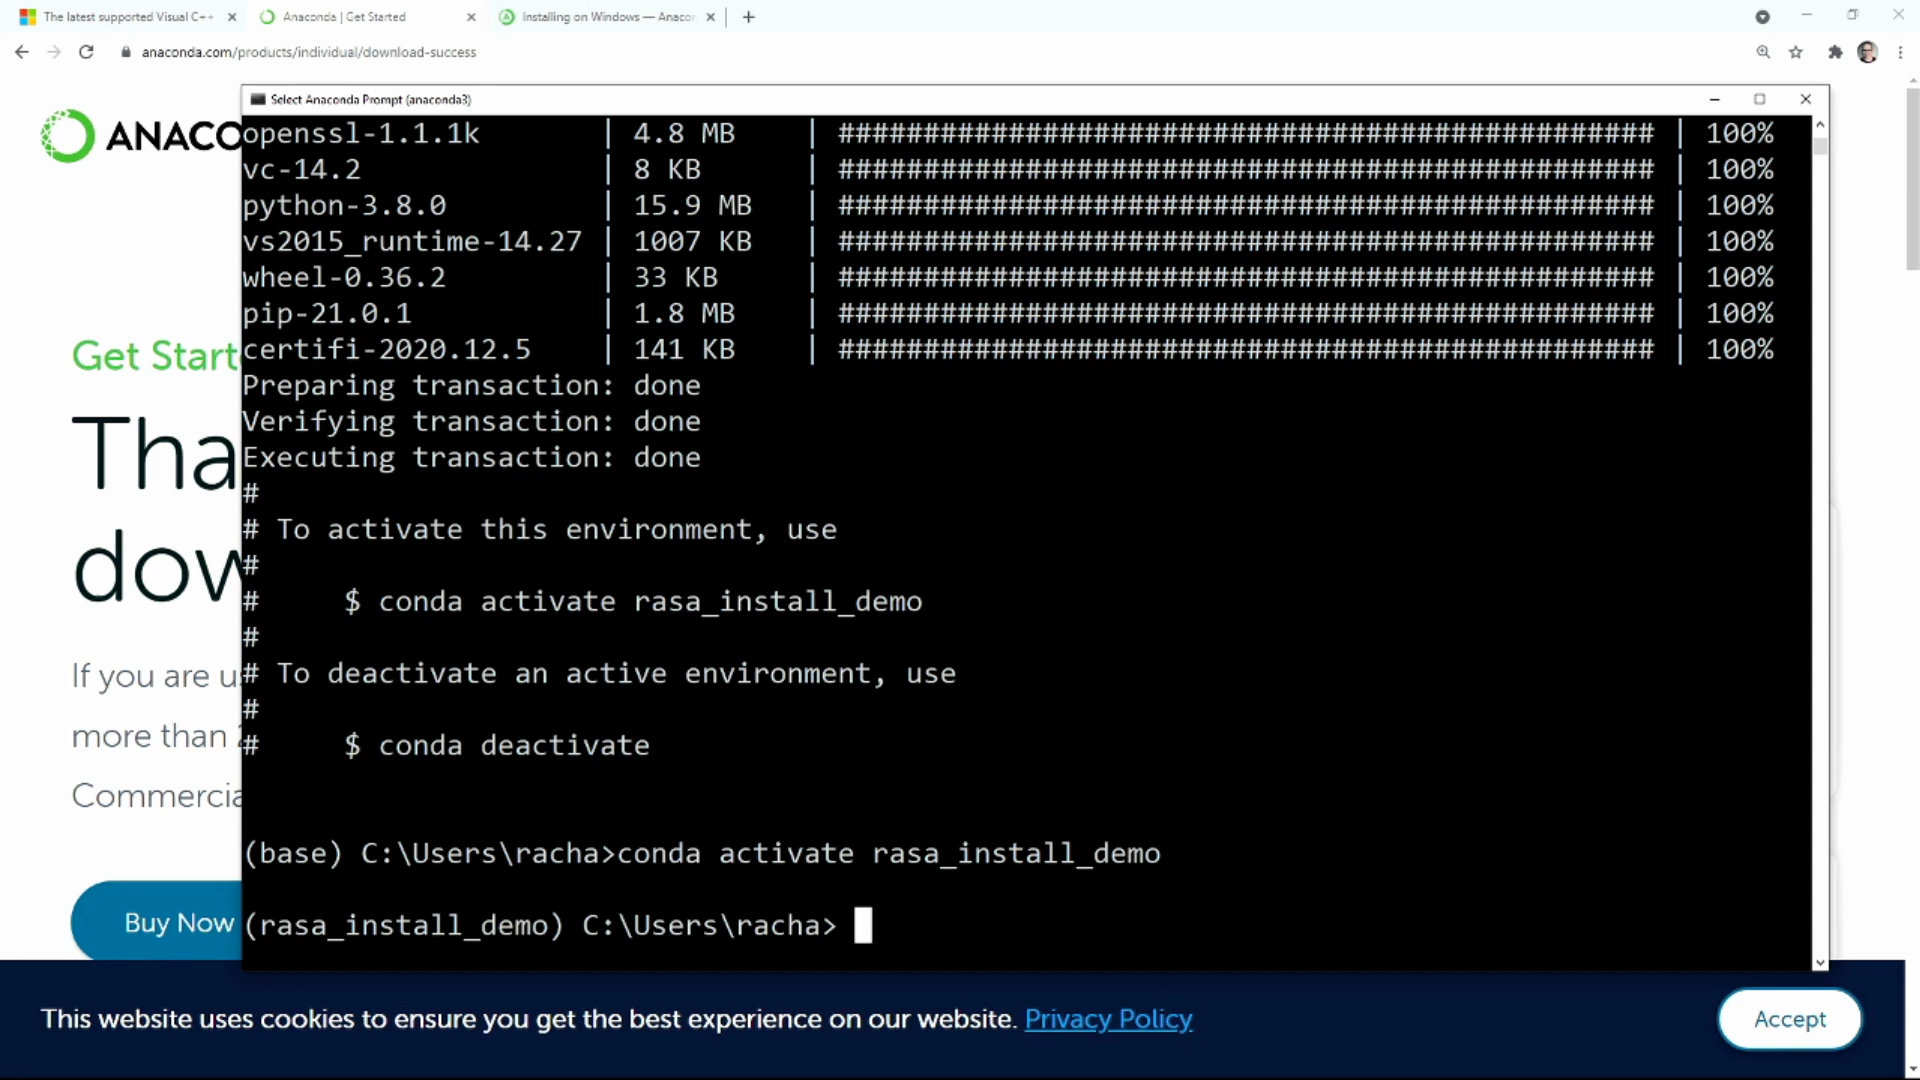 The latest supported Visual C++
Anaconda | Get Started
Installing on Windows — Anacon
anaconda.com/products/individual/download-success
Select Anaconda Prompt (anaconda3)
ANACO
openssl-1.1.1k | 4.8 MB | ################################################ | 100%
vc-14.2 | 8 KB | ################################################ | 100%
python-3.8.0 | 15.9 MB | ################################################ | 100%
vs2015_runtime-14.27 | 1007 KB | ################################################ | 100%
wheel-0.36.2 | 33 KB | ################################################ | 100%
pip-21.0.1 | 1.8 MB | ################################################ | 100%
certifi-2020.12.5 | 141 KB | ################################################ | 100%
Preparing transaction: done
Verifying transaction: done
Executing transaction: done
#
# To activate this environment, use
#
#     $ conda activate rasa_install_demo
#
# To deactivate an active environment, use
#
#     $ conda deactivate
(base) C:\Users\racha>conda activate rasa_install_demo
(rasa_install_demo) C:\Users\racha>
Get Start
Tha
dow
If you are u
more than 2
Commercia
Buy Now
This website uses cookies to ensure you get the best experience on our website. Privacy Policy
Accept